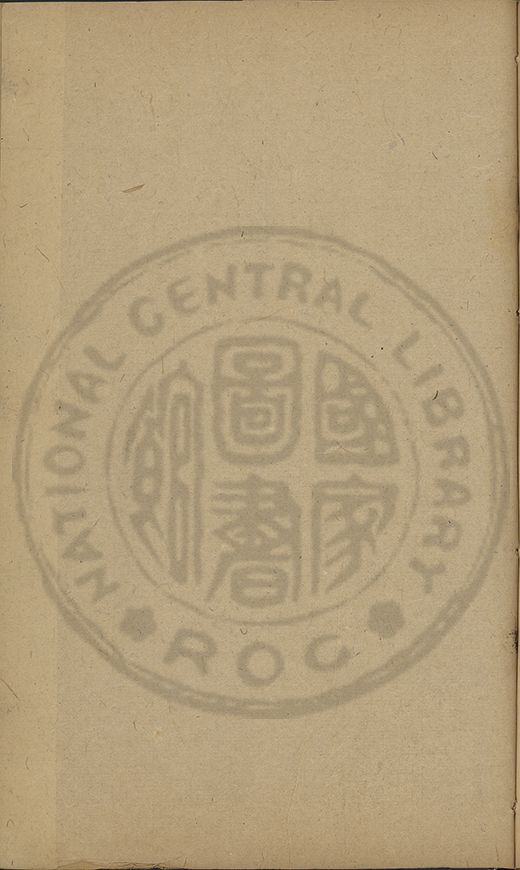 NATIONAL CENTRAL LIBRARY
國家
圖書
館
ROC